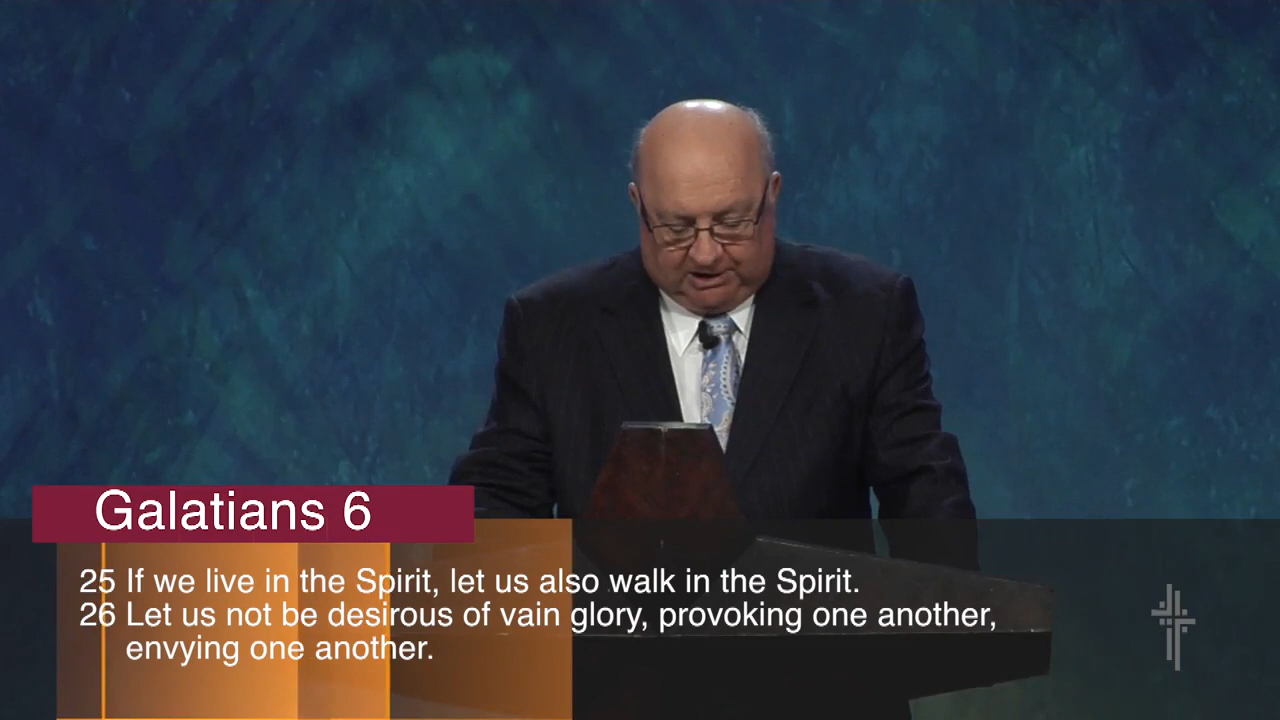 Galatians 6
25 If we live in the Spirit, let us also walk in the Spirit.
26 Let us not be desirous of vain glory, provoking one another,
envying one another.